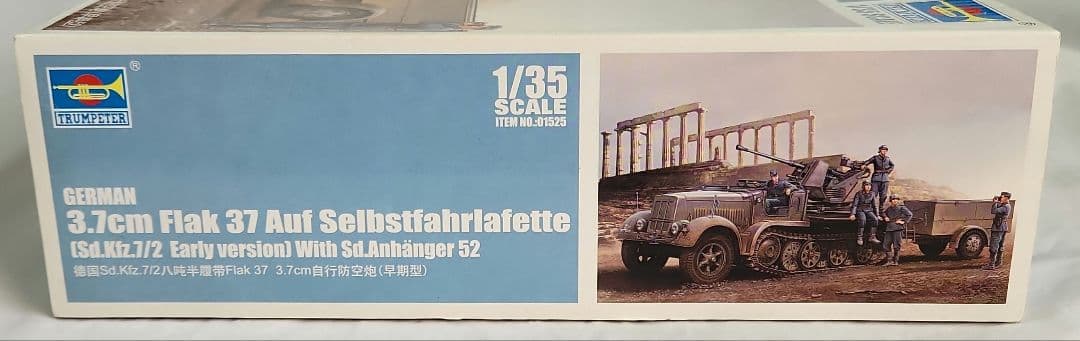 TRUMPETER
®
1/35
SCALE
ITEM NO.:01525
GERMAN
3.7cm Flak 37 Auf Selbstfahrlafette
(Sd.Kfz.7/2 Early version) With Sd.Anhänger 52
德国Sd.Kfz.7/2八吨半履带Flak 37 3.7cm自行防空炮(早期型)